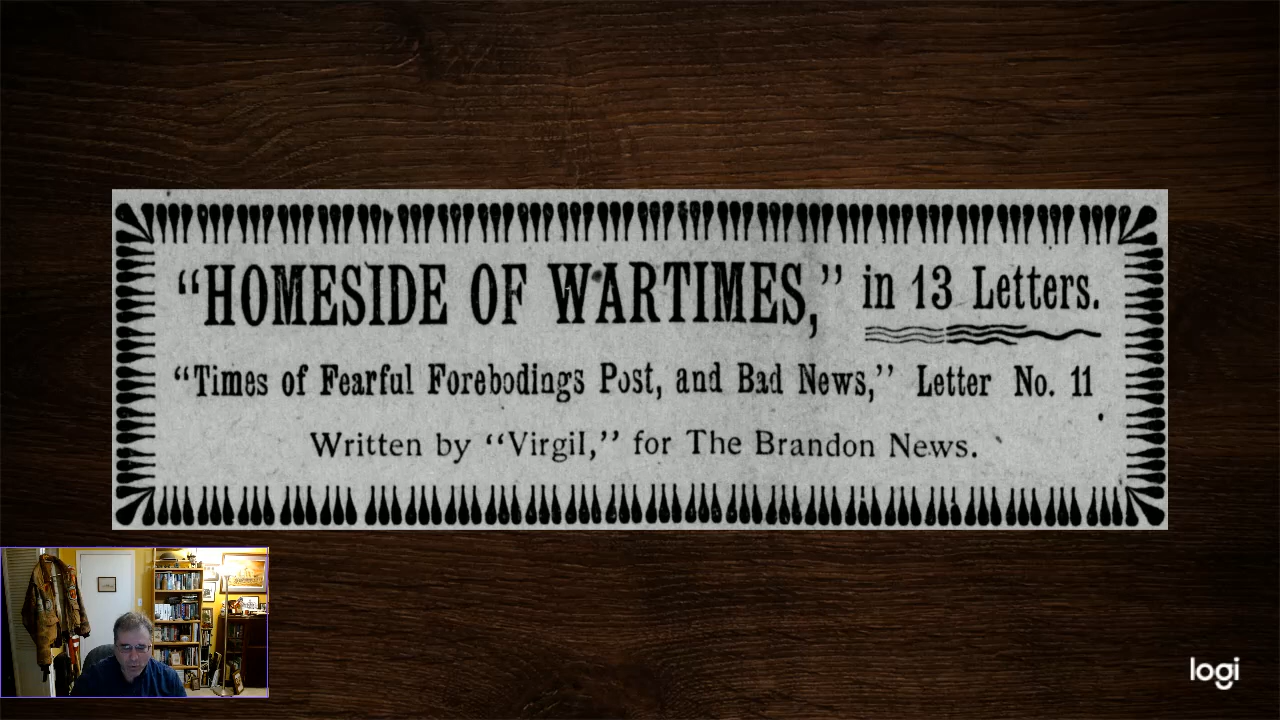 “HOMESIDE OF WARTIMES,” in 13 Letters.
“Times of Fearful Forebodings Post, and Bad News,” Letter No. 11
Written by “Virgil,” for The Brandon News.
logi